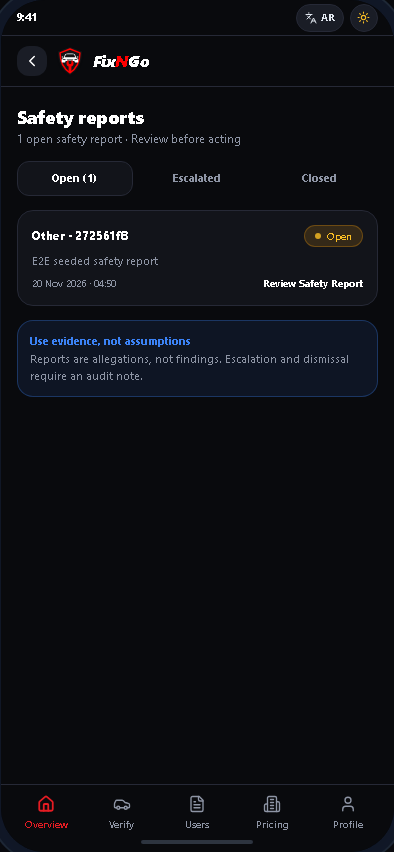 9:41
AR
FixNGo
Safety reports
1 open safety report · Review before acting
Open (1)
Escalated
Closed
Other - 272561f8
Open
E2E seeded safety report
20 Nov 2026 · 04:50
Review Safety Report
Use evidence, not assumptions
Reports are allegations, not findings. Escalation and dismissal
require an audit note.
Overview
Verify
Users
Pricing
Profile